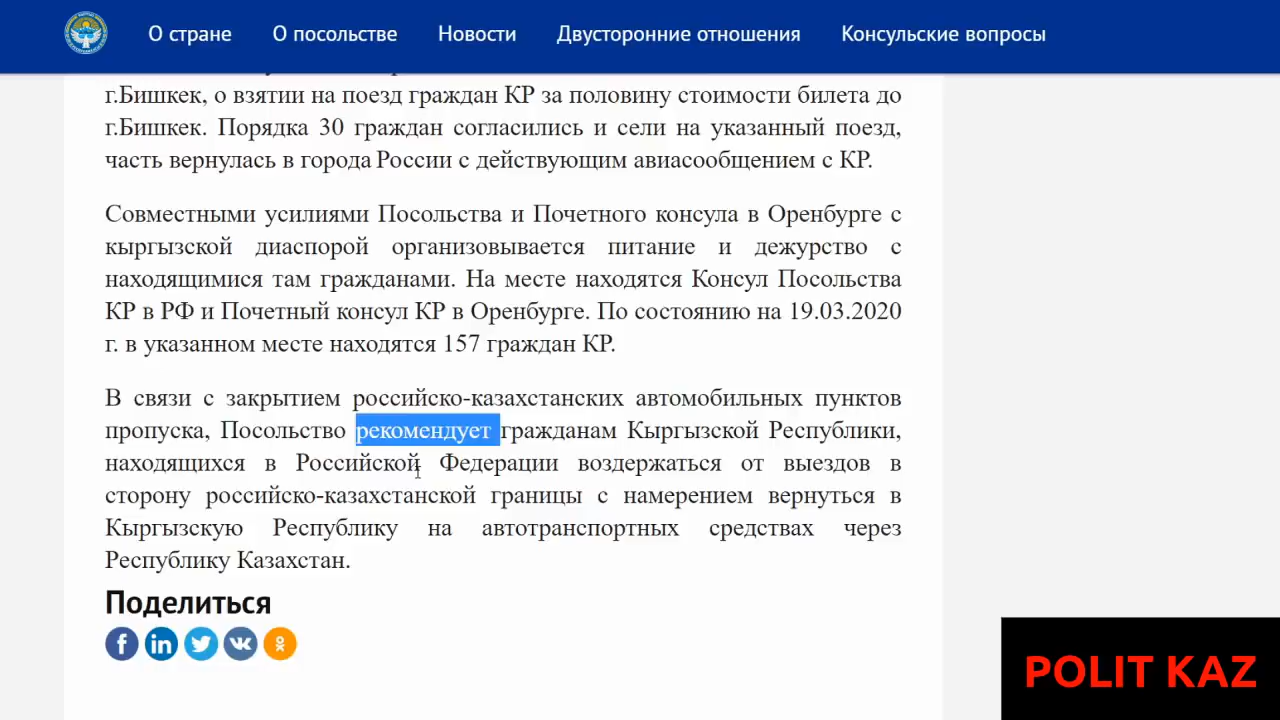 О стране О посольстве Новости Двусторонние отношения Консульские вопросы
г.Бишкек, о взятии на поезд граждан КР за половину стоимости билета до
г.Бишкек. Порядка 30 граждан согласились и сели на указанный поезд,
часть вернулась в города России с действующим авиасообщением с КР.
Совместными усилиями Посольства и Почетного консула в Оренбурге с
кыргызской диаспорой организовывается питание и дежурство с
находящимися там гражданами. На месте находятся Консул Посольства
КР в РФ и Почетный консул КР в Оренбурге. По состоянию на 19.03.2020
г. в указанном месте находятся 157 граждан КР.
В связи с закрытием российско-казахстанских автомобильных пунктов
пропуска, Посольство рекомендует гражданам Кыргызской Республики,
находящихся в Российской Федерации воздержаться от выездов в
сторону российско-казахстанской границы с намерением вернуться в
Кыргызскую Республику на автотранспортных средствах через
Республику Казахстан.
Поделиться
POLIT KAZ